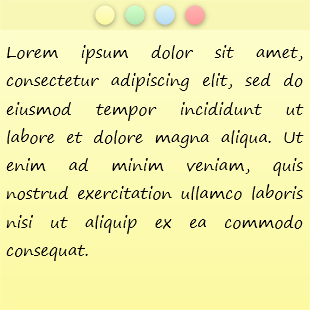 Lorem ipsum dolor sit amet,
consectetur adipiscing elit, sed do
eiusmod tempor incididunt ut
labore et dolore magna aliqua. Ut
enim ad minim veniam, quis
nostrud exercitation ullamco laboris
nisi ut aliquip ex ea commodo
consequat.